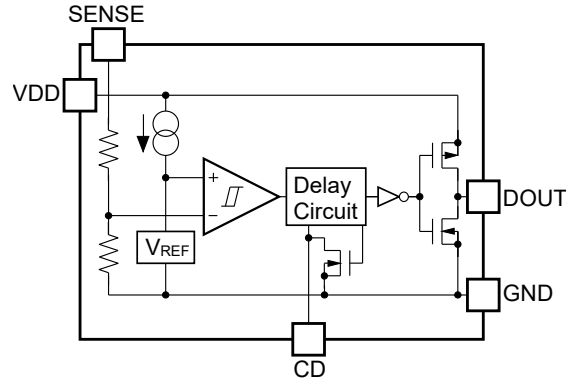 SENSE
VDD
+
−
Delay
Circuit
VREF
DOUT
GND
CD